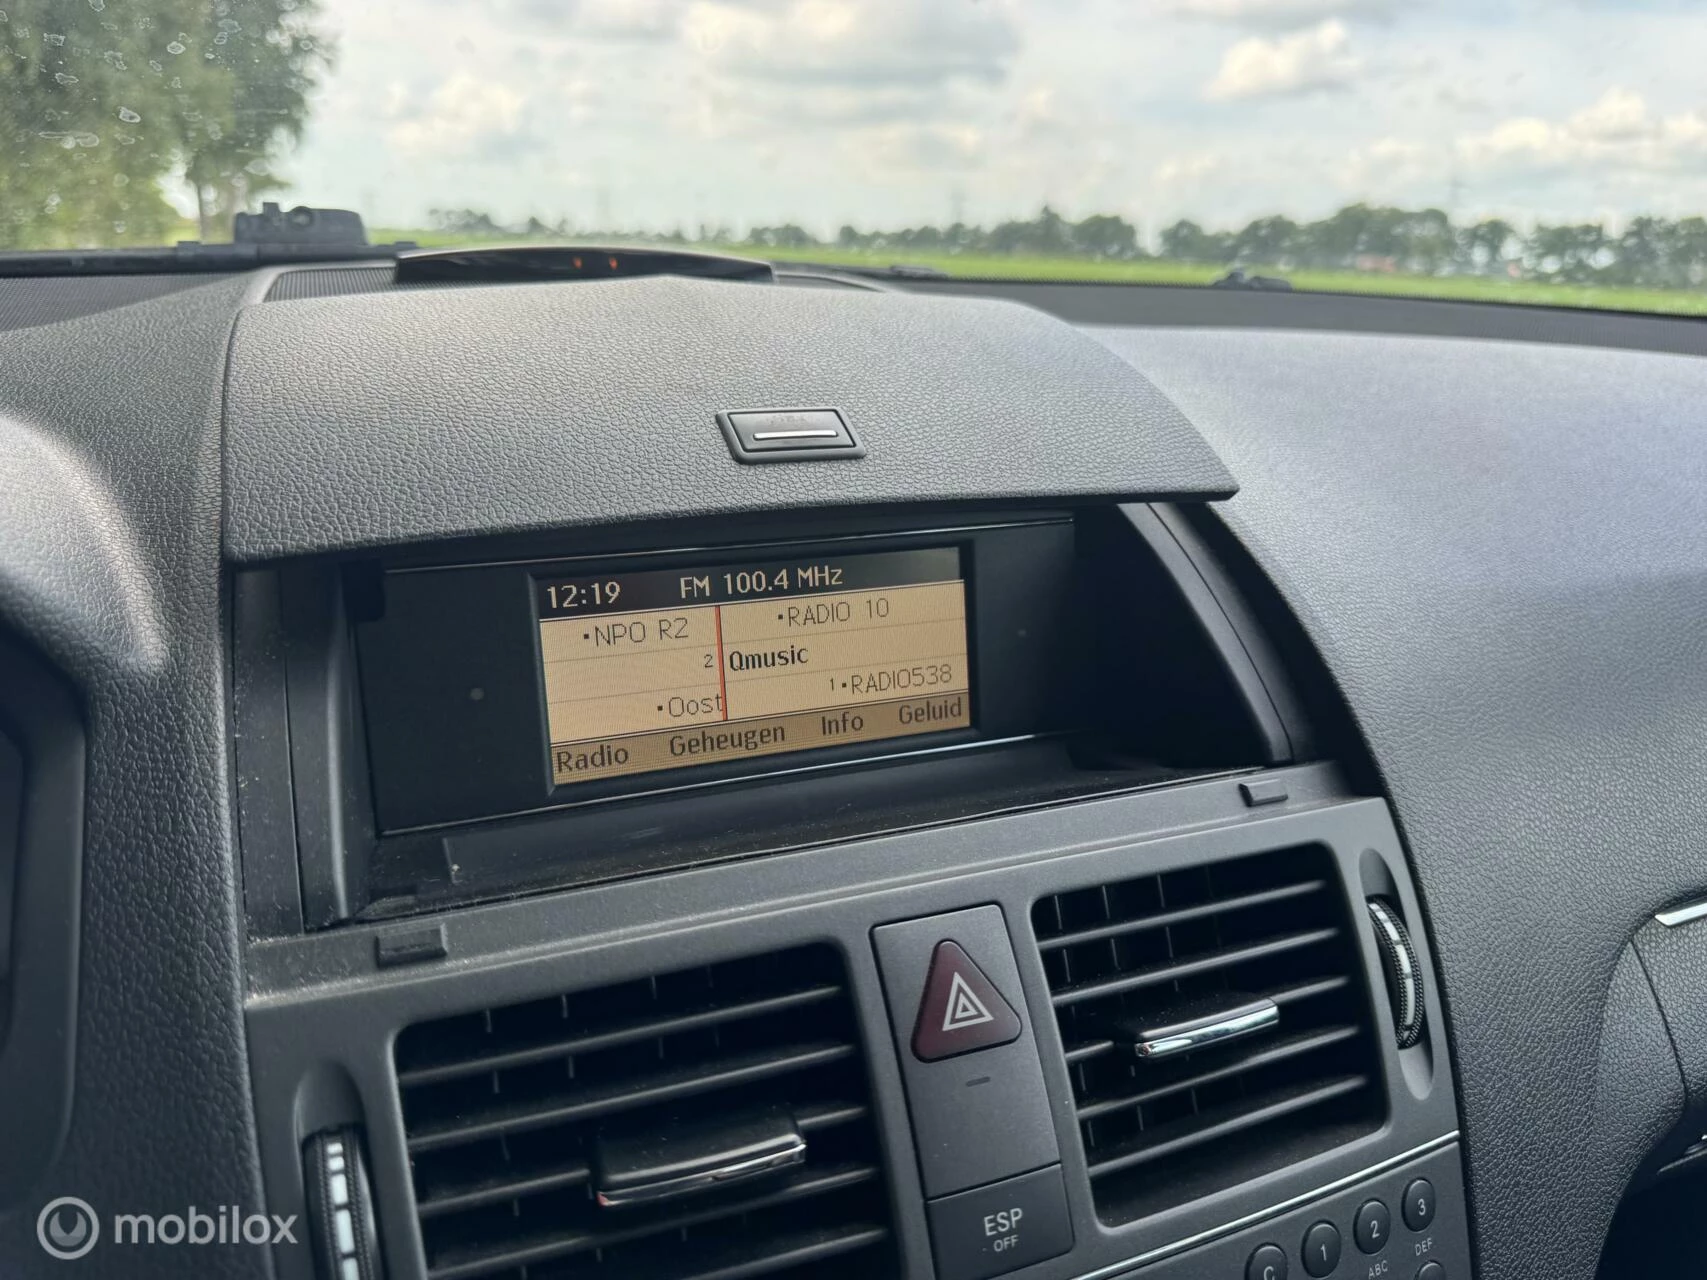 12:19 FM 100.4 MHz
•NPO R2 •RADIO 10
2 Qmusic
•Oost 1•RADIO538
Radio Geheugen Info Geluid
ESP
OFF
C 1 2 3
ABC DEF
mobilox